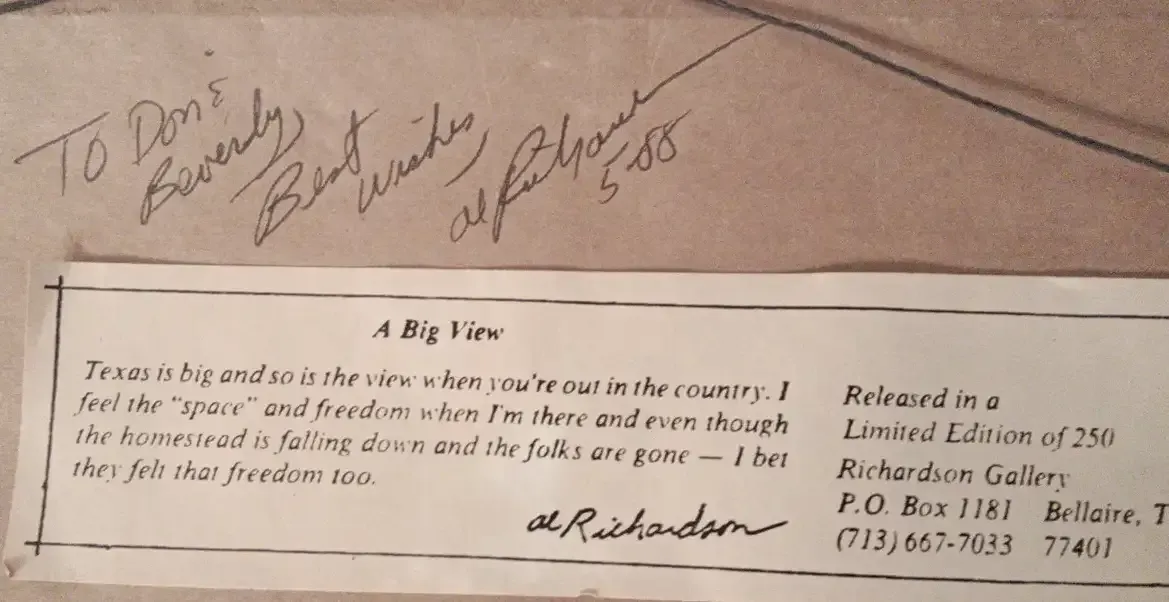 TO Don &
Beverly,
Best
Wishes
al Richardson
5-88
A Big View
Texas is big and so is the view when you're out in the country. I
feel the "space" and freedom when I'm there and even though
the homestead is falling down and the folks are gone — I bet
they felt that freedom too.
al Richardson
Released in a
Limited Edition of 250
Richardson Gallery
P.O. Box 1181 Bellaire, T
(713) 667-7033 77401